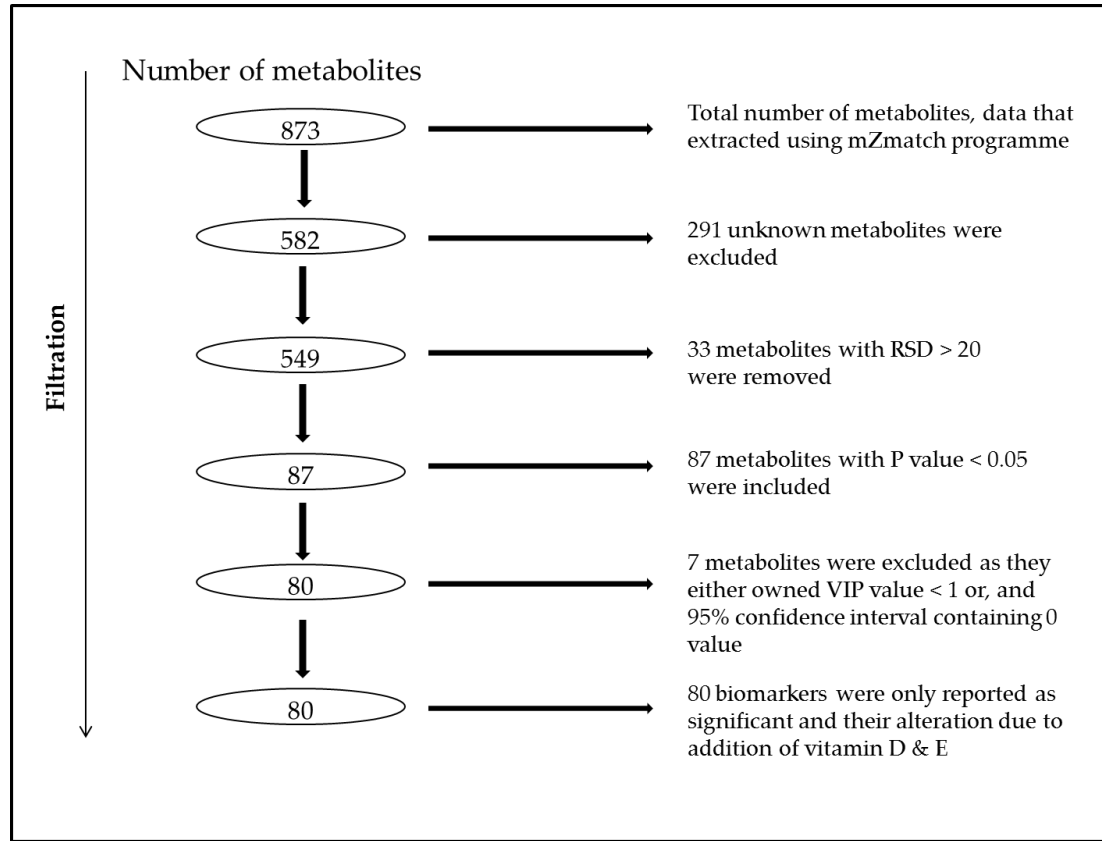 Number of metabolites
873
Total number of metabolites, data that
extracted using mZmatch programme
582
291 unknown metabolites were
excluded
Filtration
549
33 metabolites with RSD > 20
were removed
87
87 metabolites with P value < 0.05
were included
80
7 metabolites were excluded as they
either owned VIP value < 1 or, and
95% confidence interval containing 0
value
80
80 biomarkers were only reported as
significant and their alteration due to
addition of vitamin D & E